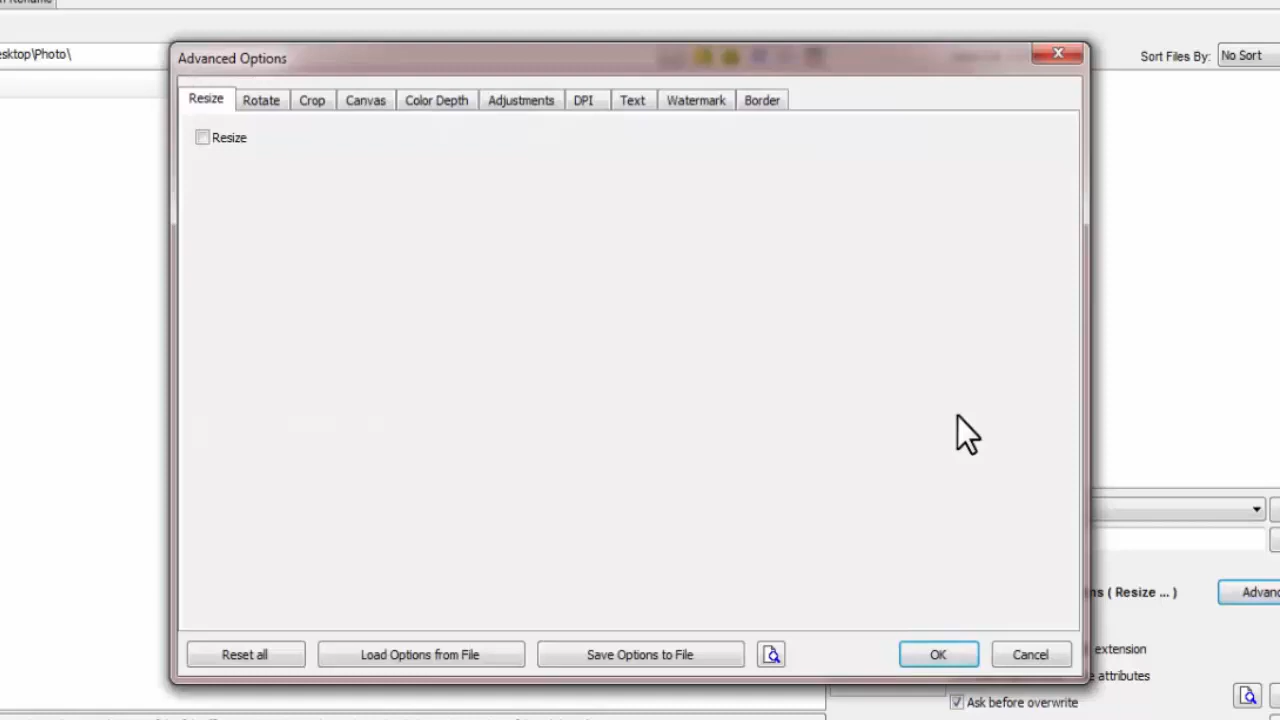 esktop\Photo\
Sort Files By: No Sort
Advanced Options
Resize Rotate Crop Canvas Color Depth Adjustments DPI Text Watermark Border
Resize
ns ( Resize ... )
Advanc
extension
e attributes
Ask before overwrite
Reset all Load Options from File Save Options to File OK Cancel